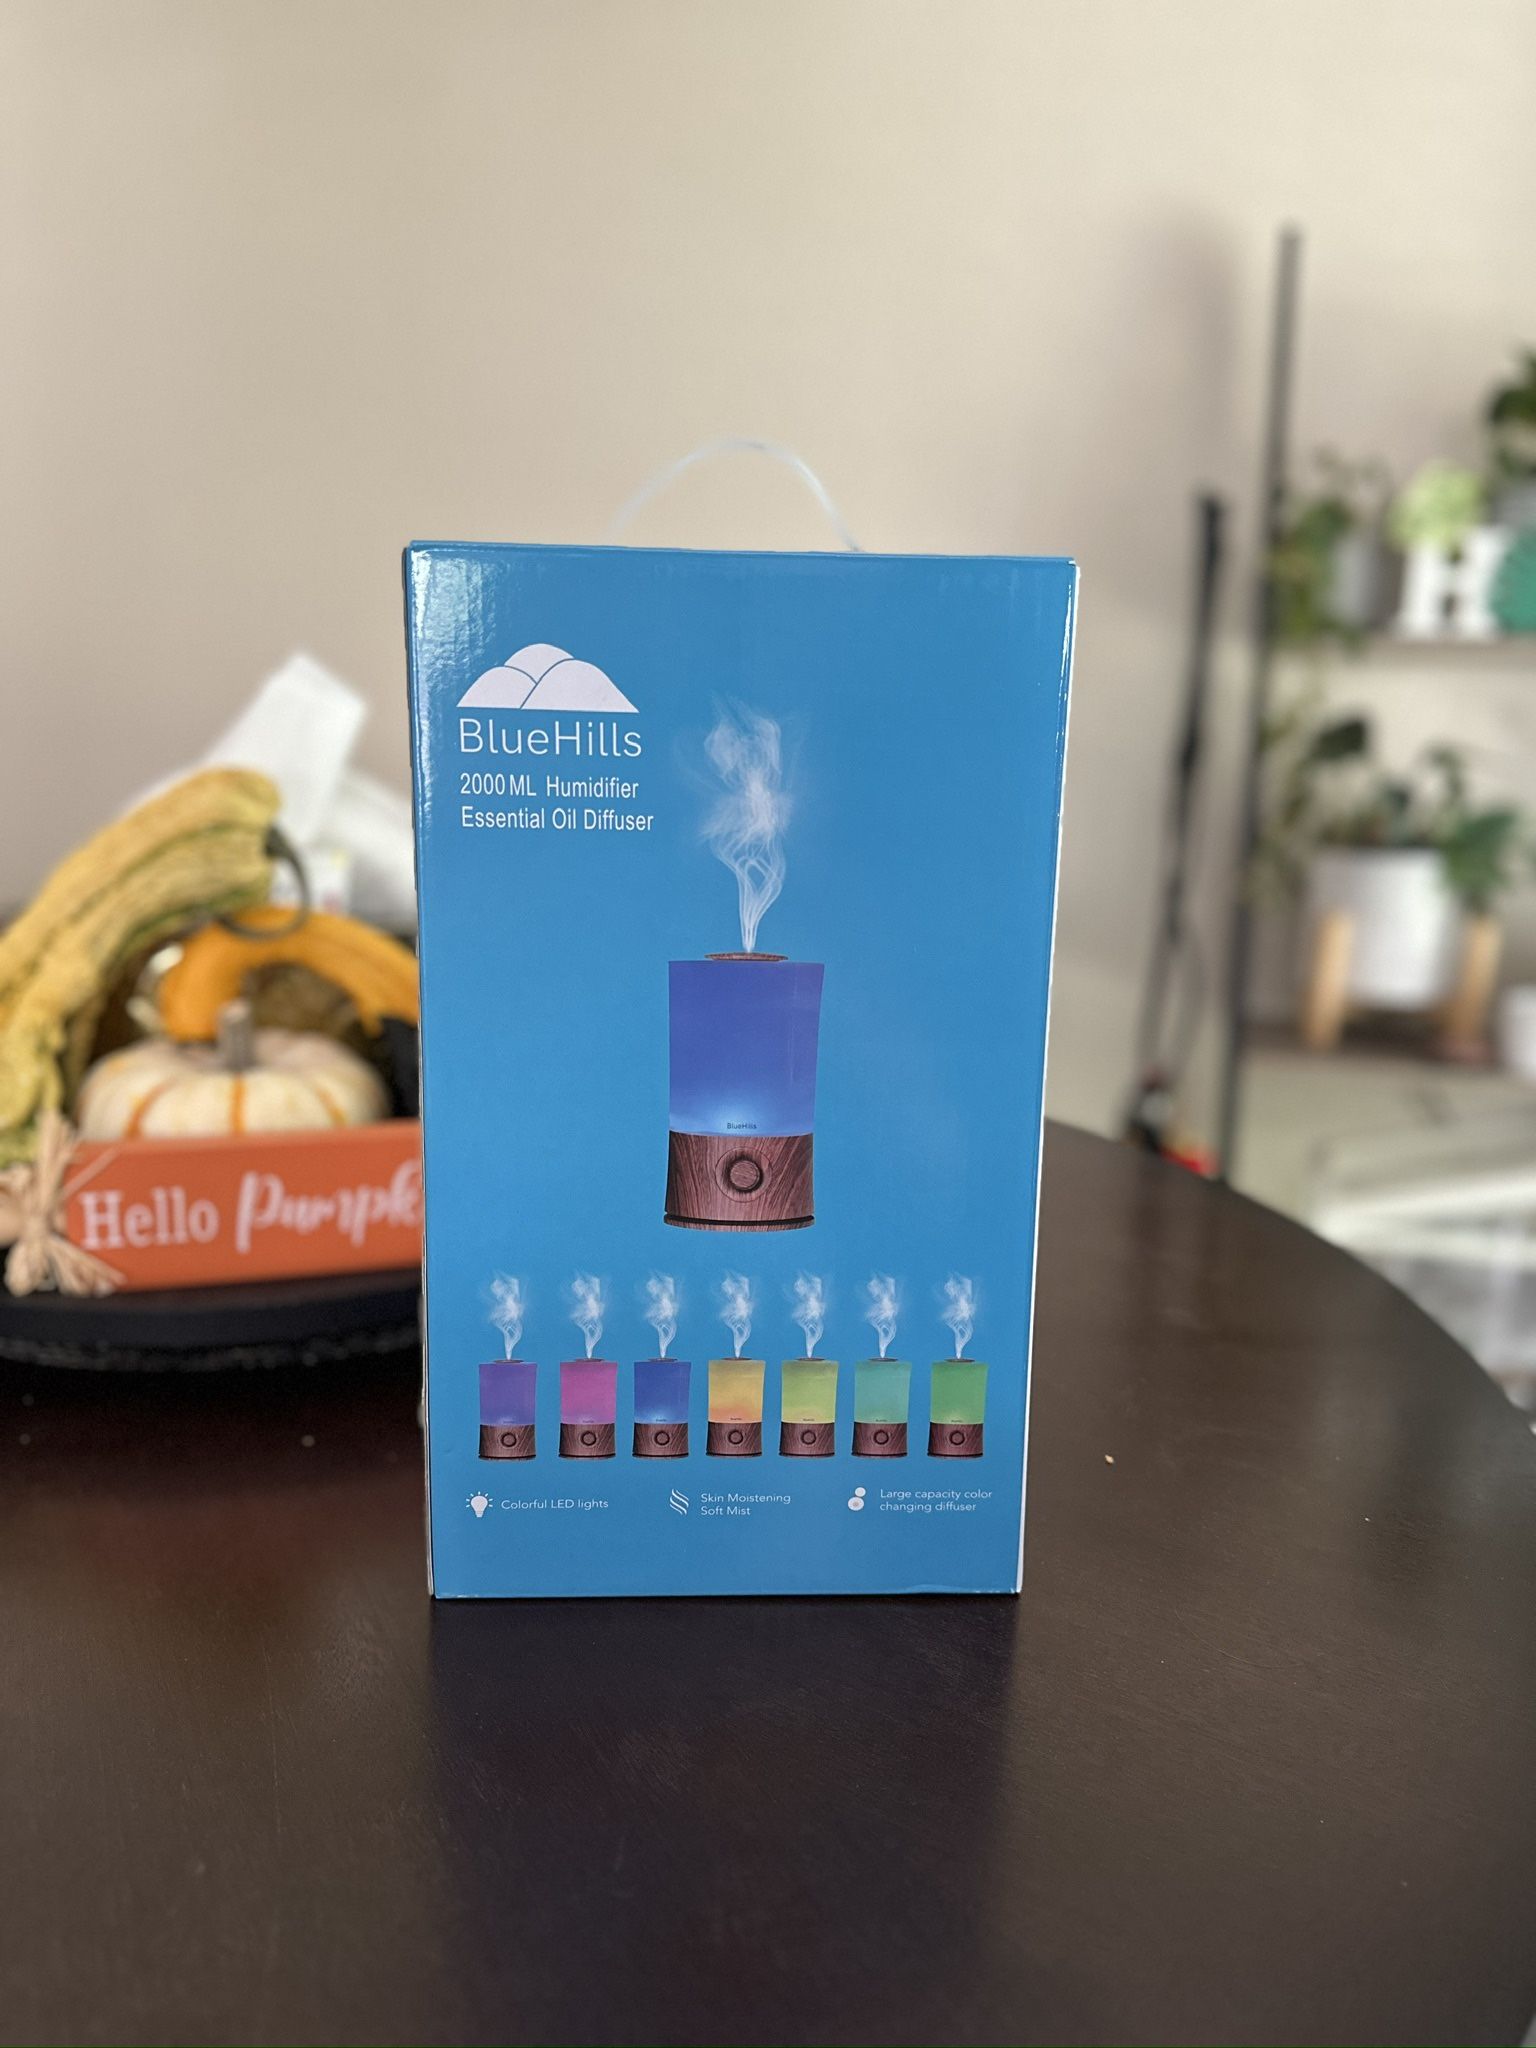 BlueHills
2000 ML Humidifier
Essential Oil Diffuser
BlueHills
Colorful LED lights
Skin Moistening
Soft Mist
Large capacity color
changing diffuser
Hello Pumpk